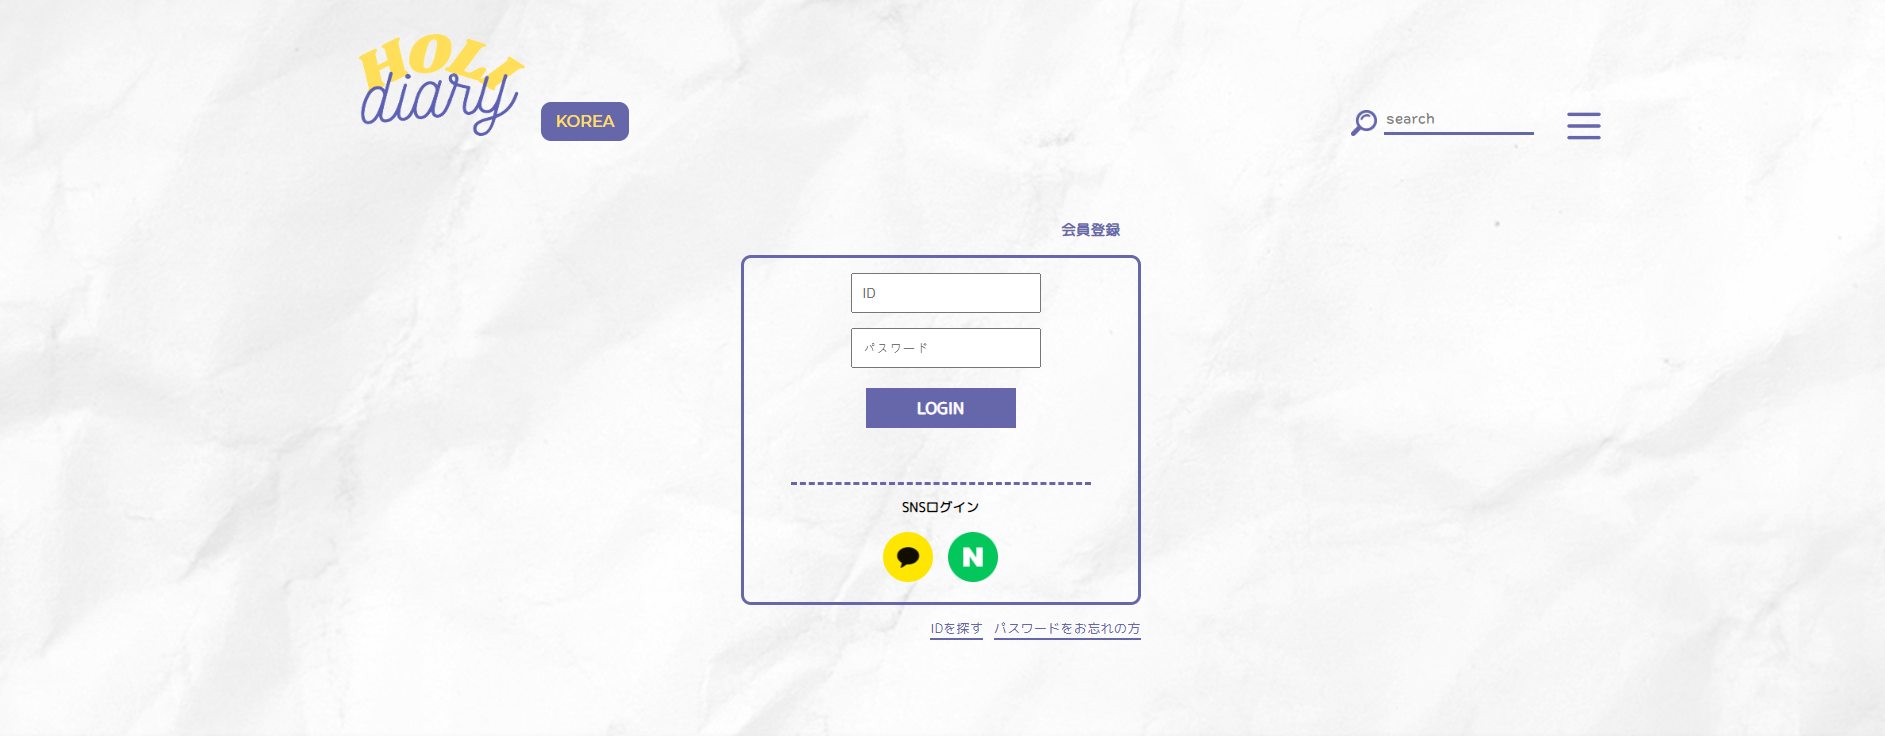 HOLI
diary
KOREA
search
会員登録
ID
パスワード
LOGIN
SNSログイン
N
IDを探す パスワードをお忘れの方